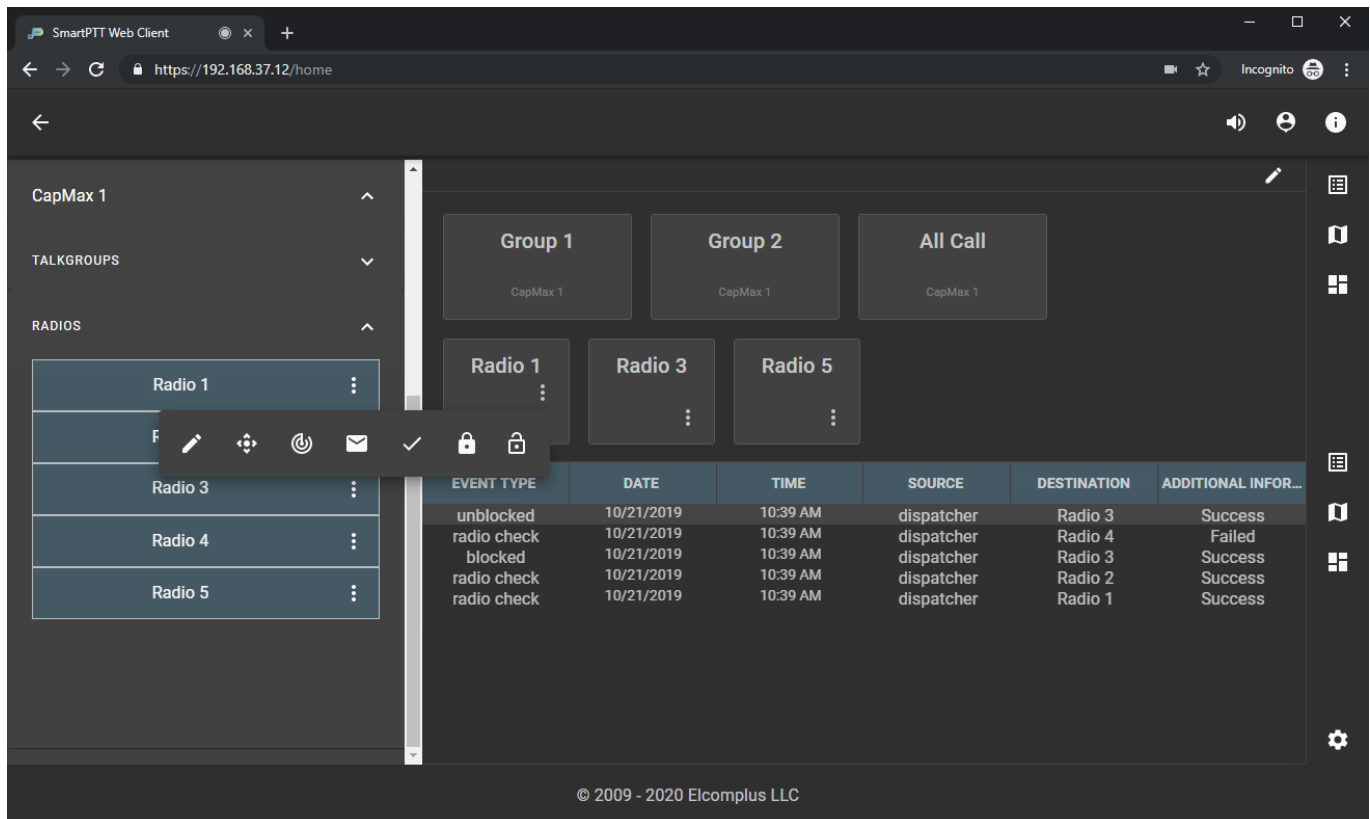 SmartPTT Web Client
https://192.168.37.12/home
Incognito
CapMax 1
TALKGROUPS
RADIOS
Radio 1
Radio 3
Radio 4
Radio 5
Group 1
CapMax 1
Group 2
CapMax 1
All Call
CapMax 1
Radio 1
Radio 3
Radio 5
EVENT TYPE DATE TIME SOURCE DESTINATION ADDITIONAL INFOR...
unblocked 10/21/2019 10:39 AM dispatcher Radio 3 Success
radio check 10/21/2019 10:39 AM dispatcher Radio 4 Failed
blocked 10/21/2019 10:39 AM dispatcher Radio 3 Success
radio check 10/21/2019 10:39 AM dispatcher Radio 2 Success
radio check 10/21/2019 10:39 AM dispatcher Radio 1 Success
© 2009 - 2020 Elcomplus LLC